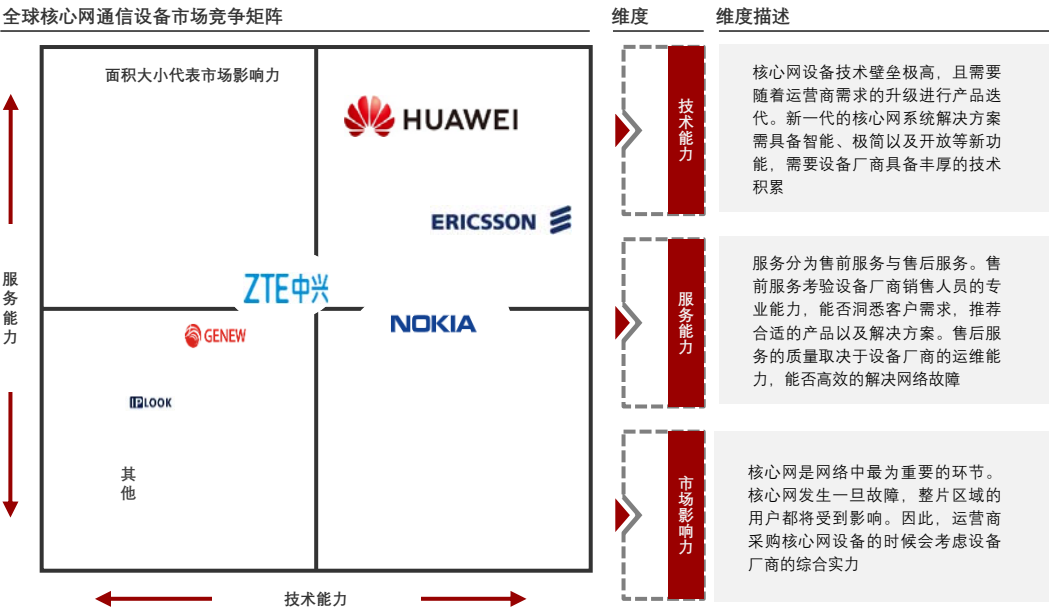 全球核心网通信设备市场竞争矩阵
维度
维度描述
面积大小代表市场影响力
HUAWEI
ERICSSON
ZTE中兴
NOKIA
GENEW
IPLOOK
其
他
服
务
能
力
技术能力
技
术
能
力
核心网设备技术壁垒极高，且需要
随着运营商需求的升级进行产品迭
代。新一代的核心网系统解决方案
需具备智能、极简以及开放等新功
能，需要设备厂商具备丰厚的技术
积累
服
务
能
力
服务分为售前服务与售后服务。售
前服务考验设备厂商销售人员的专
业能力，能否洞悉客户需求，推荐
合适的产品以及解决方案。售后服
务的质量取决于设备厂商的运维能
力，能否高效的解决网络故障
市
场
影
响
力
核心网是网络中最为重要的环节。
核心网发生一旦故障，整片区域的
用户都将受到影响。因此，运营商
采购核心网设备的时候会考虑设备
厂商的综合实力